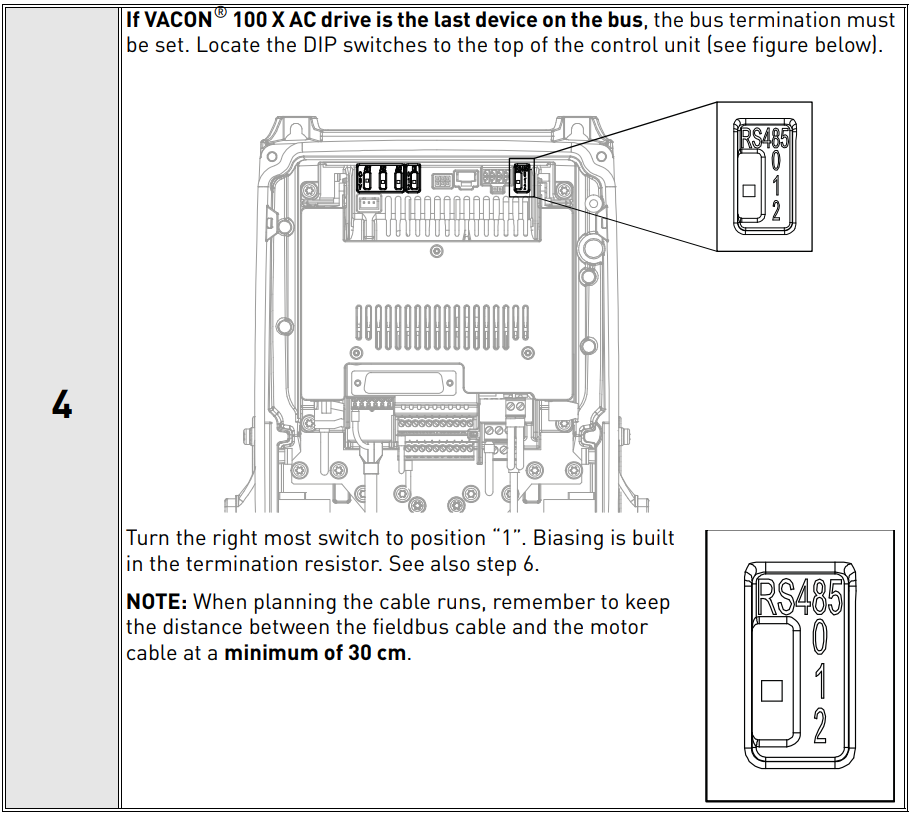 If VACON® 100 X AC drive is the last device on the bus, the bus termination must
be set. Locate the DIP switches to the top of the control unit (see figure below).
RS485
0
1
2
4
Turn the right most switch to position “1”. Biasing is built
in the termination resistor. See also step 6.
NOTE: When planning the cable runs, remember to keep
the distance between the fieldbus cable and the motor
cable at a minimum of 30 cm.
RS485
0
1
2